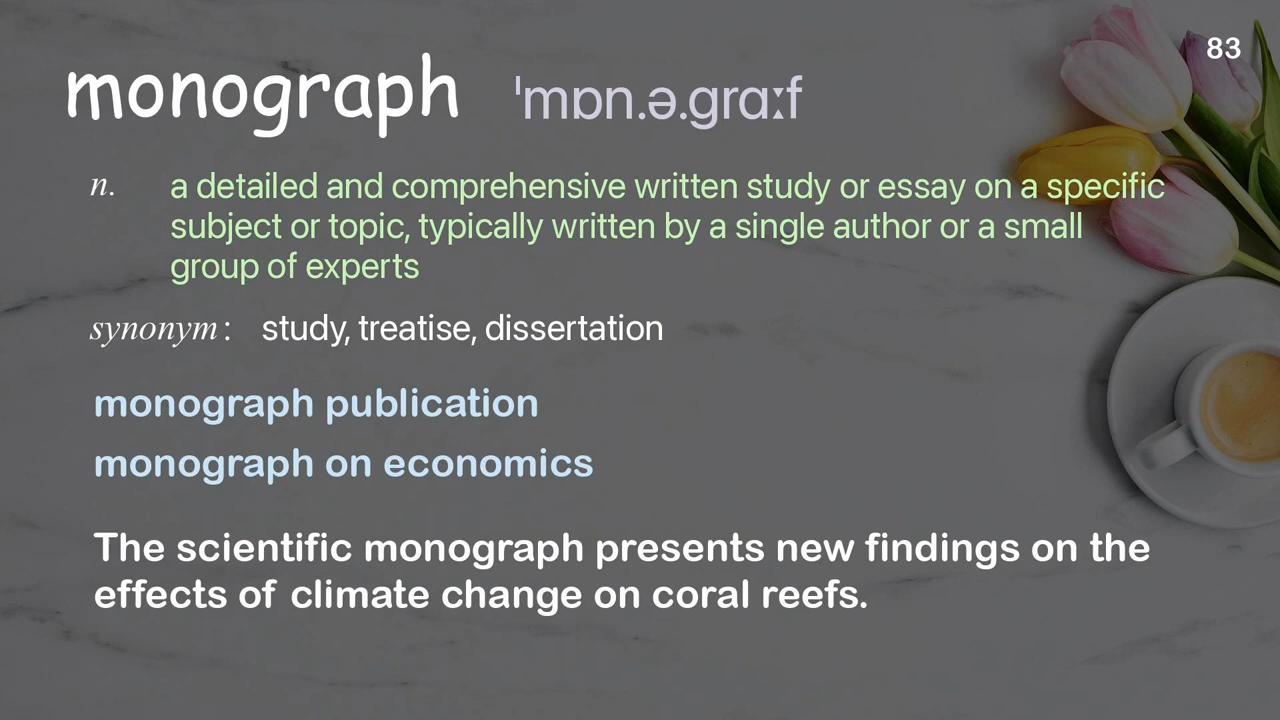 83
monograph ˈmɒn.ə.ɡrɑːf
n. a detailed and comprehensive written study or essay on a specific
subject or topic, typically written by a single author or a small
group of experts
synonym: study, treatise, dissertation
monograph publication
monograph on economics
The scientific monograph presents new findings on the
effects of climate change on coral reefs.